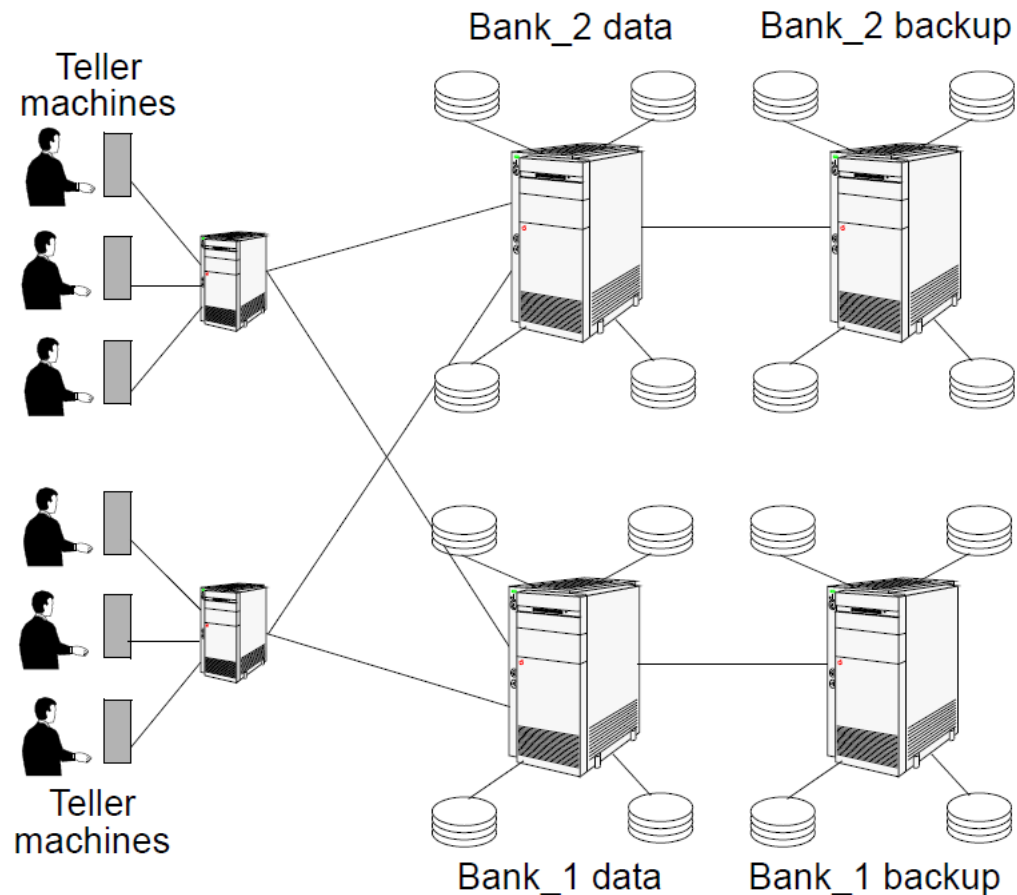 Bank_2 data
Bank_2 backup
Teller
machines
Teller
machines
Bank_1 data
Bank_1 backup